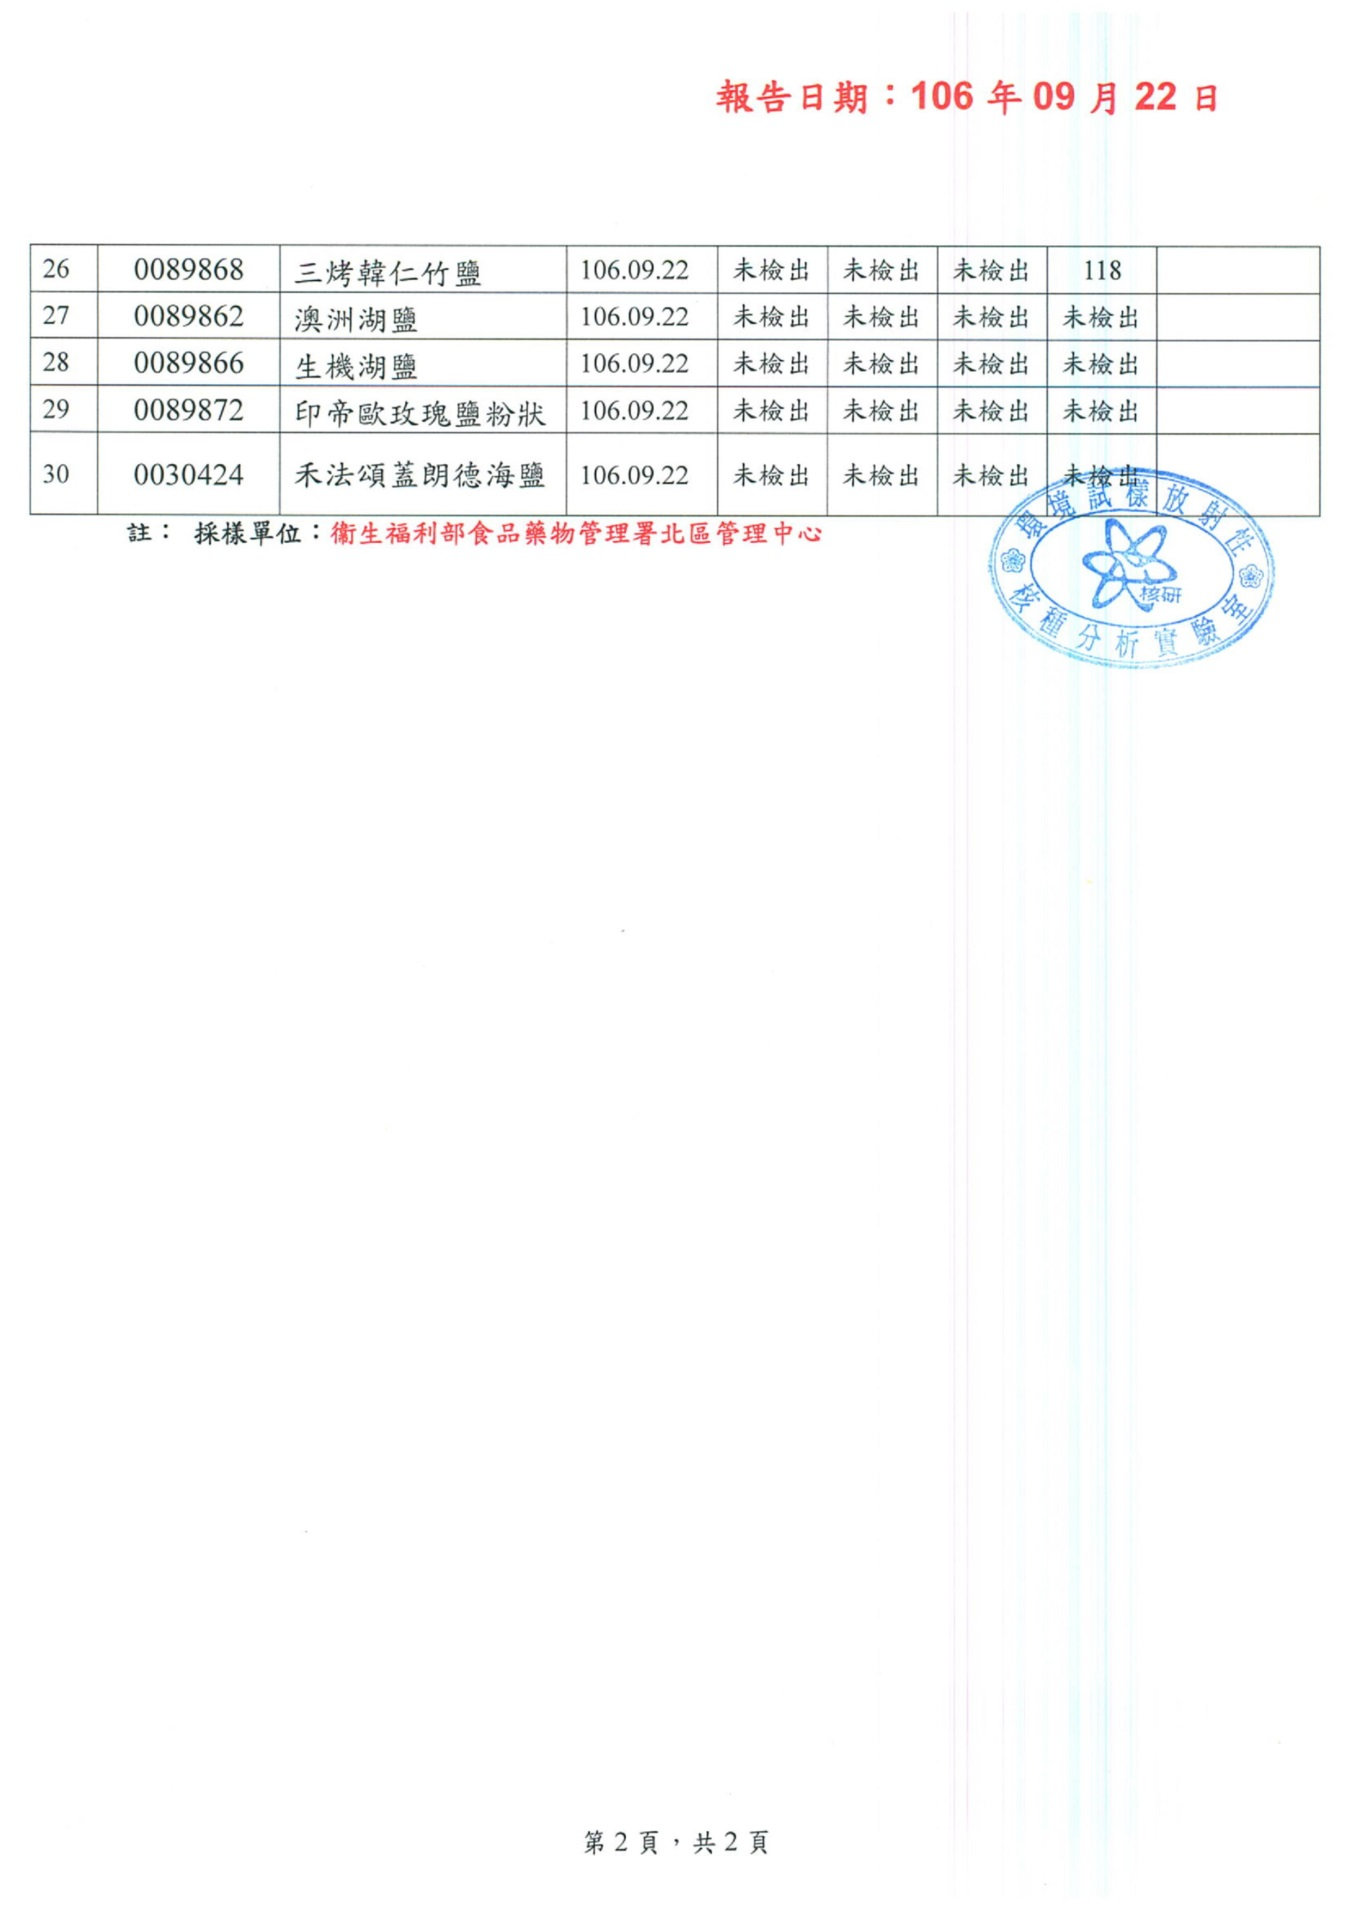 報告日期：106 年 09 月 22 日
26 0089868 三烤韓仁竹鹽 106.09.22 未檢出 未檢出 未檢出 118
27 0089862 澳洲湖鹽 106.09.22 未檢出 未檢出 未檢出 未檢出
28 0089866 生機湖鹽 106.09.22 未檢出 未檢出 未檢出 未檢出
29 0089872 印帝歐玫瑰鹽粉狀 106.09.22 未檢出 未檢出 未檢出 未檢出
30 0030424 禾法頌蓋朗德海鹽 106.09.22 未檢出 未檢出 未檢出 未檢出
註： 採樣單位：衛生福利部食品藥物管理署北區管理中心
環境試樣放射性
核研
核種分析實驗室
第 2 頁，共 2 頁